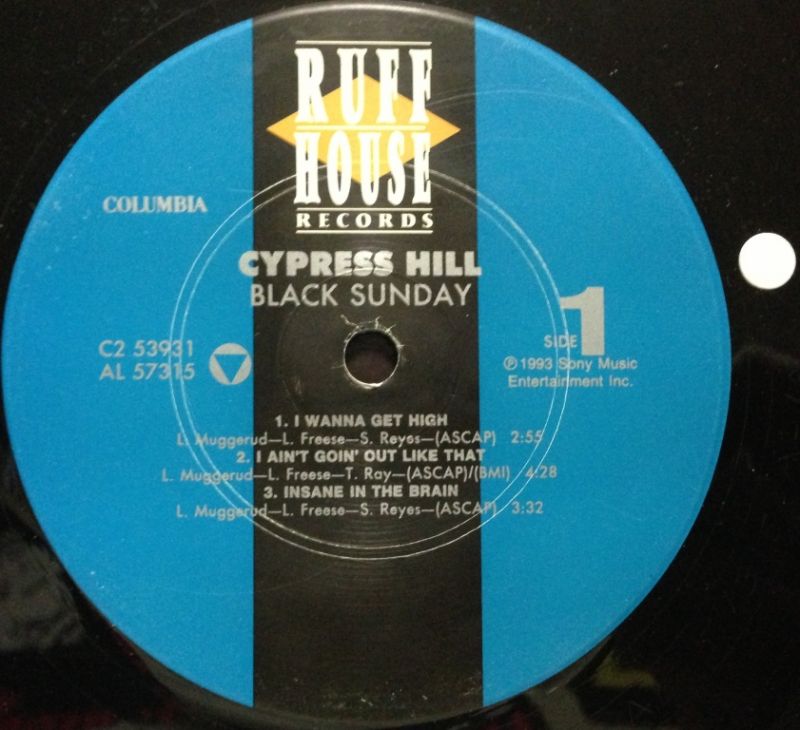 RUFF
HOUSE
RECORDS
COLUMBIA
CYPRESS HILL
BLACK SUNDAY
C2 53931
AL 57315
SIDE 1
℗ 1993 Sony Music
Entertainment Inc.
1. I WANNA GET HIGH
L. Muggerud—L. Freese—S. Reyes—(ASCAP) 2:55
2. I AIN'T GOIN' OUT LIKE THAT
L. Muggerud—L. Freese—T. Ray—(ASCAP)/(BMI) 4:28
3. INSANE IN THE BRAIN
L. Muggerud—L. Freese—S. Reyes—(ASCAP) 3:32